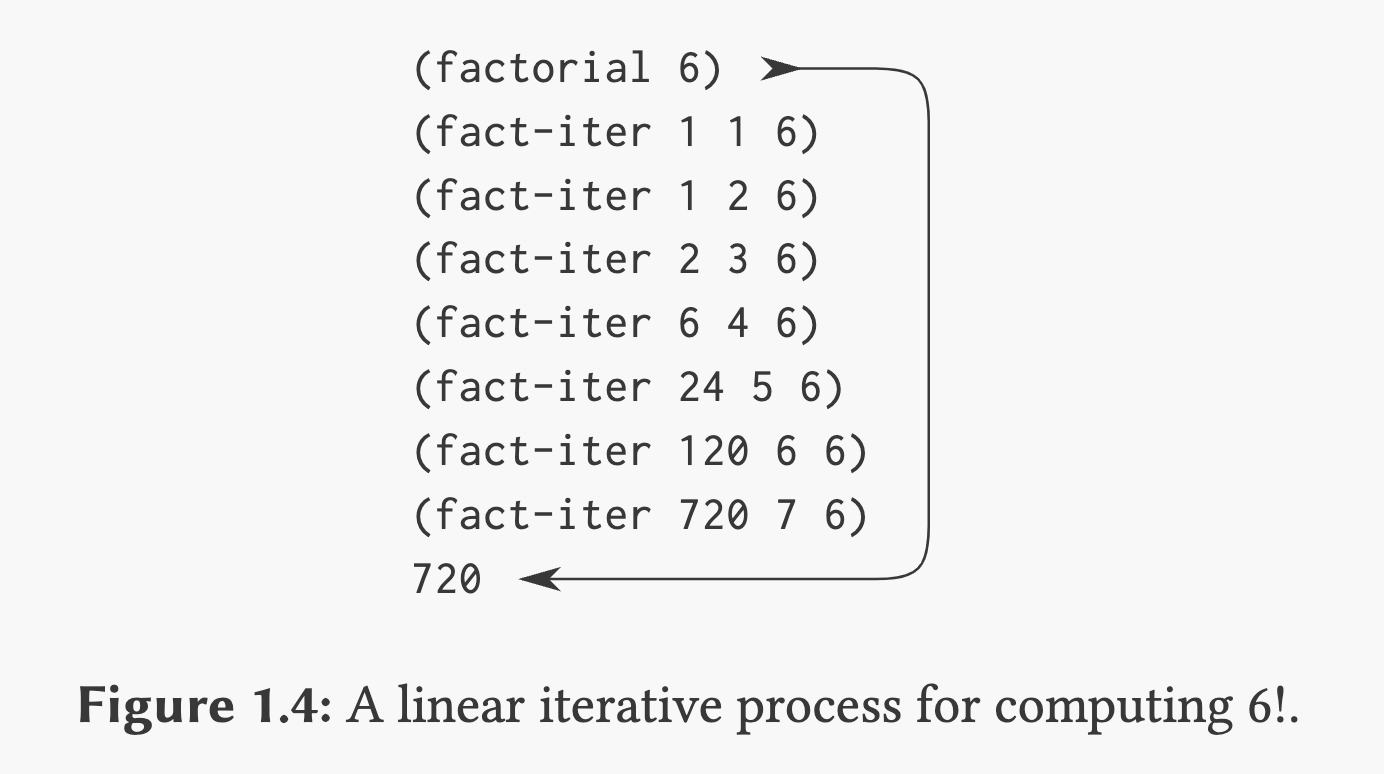 (factorial 6)
(fact-iter 1 1 6)
(fact-iter 1 2 6)
(fact-iter 2 3 6)
(fact-iter 6 4 6)
(fact-iter 24 5 6)
(fact-iter 120 6 6)
(fact-iter 720 7 6)
720
Figure 1.4: A linear iterative process for computing 6!.